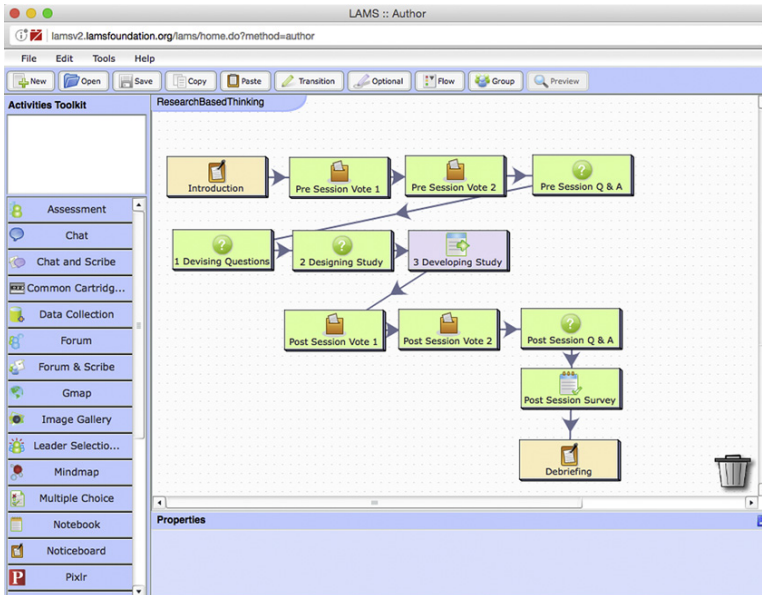 LAMS :: Author
lamsv2.lamsfoundation.org/lams/home.do?method=author
File Edit Tools Help
New Open Save Copy Paste Transition Optional Flow Group Preview
Activities Toolkit
ResearchBasedThinking
Introduction
Pre Session Vote 1
Pre Session Vote 2
Pre Session Q & A
1 Devising Questions
2 Designing Study
3 Developing Study
Post Session Vote 1
Post Session Vote 2
Post Session Q & A
Post Session Survey
Debriefing
Assessment
Chat
Chat and Scribe
Common Cartridg...
Data Collection
Forum
Forum & Scribe
Gmap
Image Gallery
Leader Selectio...
Mindmap
Multiple Choice
Notebook
Noticeboard
Pixlr
Properties